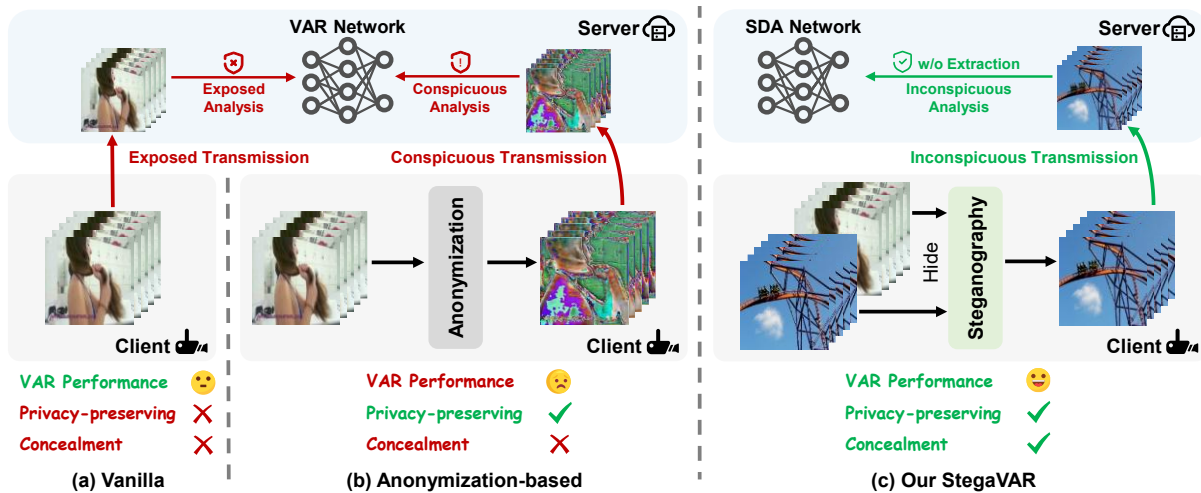 VAR Network
Server
Exposed
Analysis
Conspicuous
Analysis
Exposed Transmission
Conspicuous Transmission
Anonymization
Client
Client
VAR Performance
Privacy-preserving
Concealment
VAR Performance
Privacy-preserving
Concealment
(a) Vanilla
(b) Anonymization-based
SDA Network
Server
w/o Extraction
Inconspicuous
Analysis
Inconspicuous Transmission
Hide
Steganography
Client
VAR Performance
Privacy-preserving
Concealment
(c) Our StegaVAR